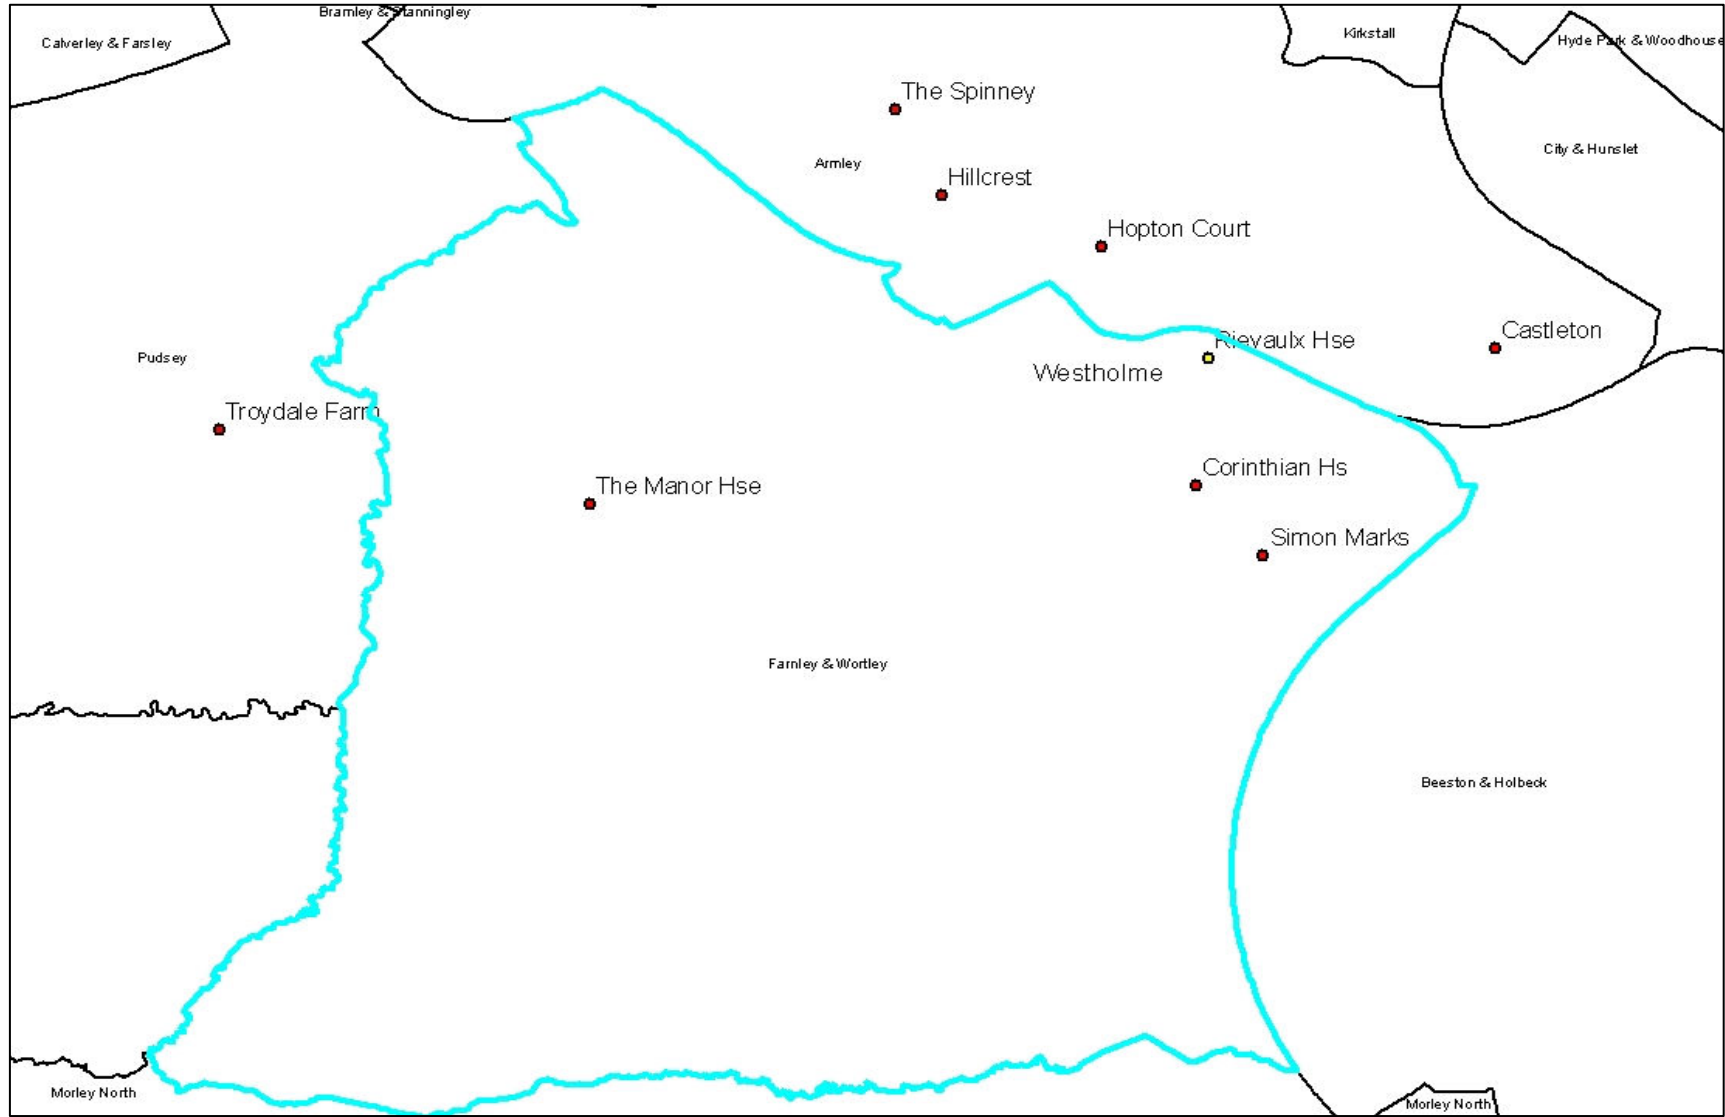 Bramley & Stanningley
Calverley & Farsley
Kirkstall
Hyde Park & Woodhouse
The Spinney
Armley
City & Hunslet
Hillcrest
Hopton Court
Rievaulx Hse
Castleton
Pudsey
Westholme
Troydale Farm
Corinthian Hs
The Manor Hse
Simon Marks
Farnley & Wortley
Beeston & Holbeck
Morley North
Morley North